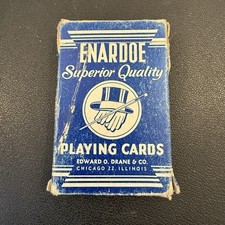 ENARDOE
Superior Quality
PLAYING CARDS
EDWARD O. DRANE & CO.
CHICAGO 22, ILLINOIS